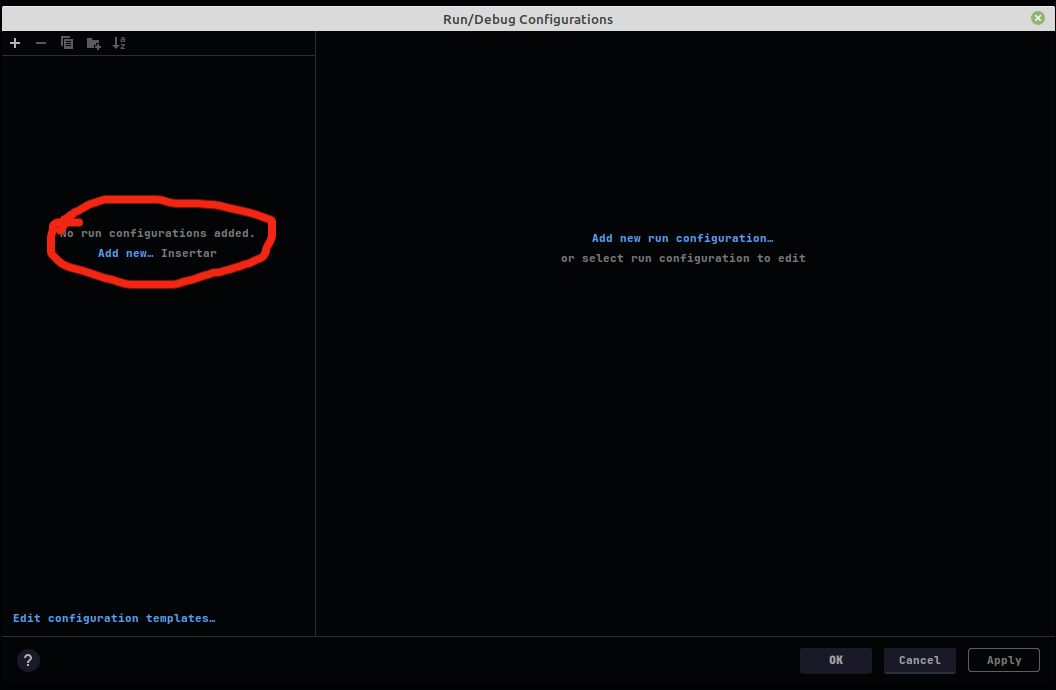 Run/Debug Configurations
No run configurations added.
Add new… Insertar
Add new run configuration…
or select run configuration to edit
Edit configuration templates…
?
OK
Cancel
Apply